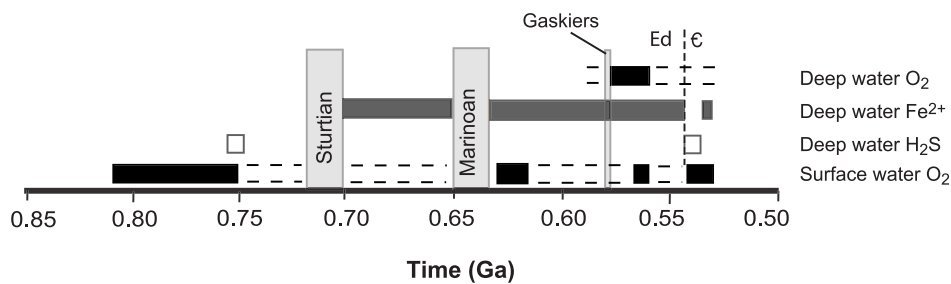 Gaskiers
Ed
Є
Sturtian
Marinoan
Deep water O₂
Deep water Fe²⁺
Deep water H₂S
Surface water O₂
0.85 0.80 0.75 0.70 0.65 0.60 0.55 0.50
Time (Ga)